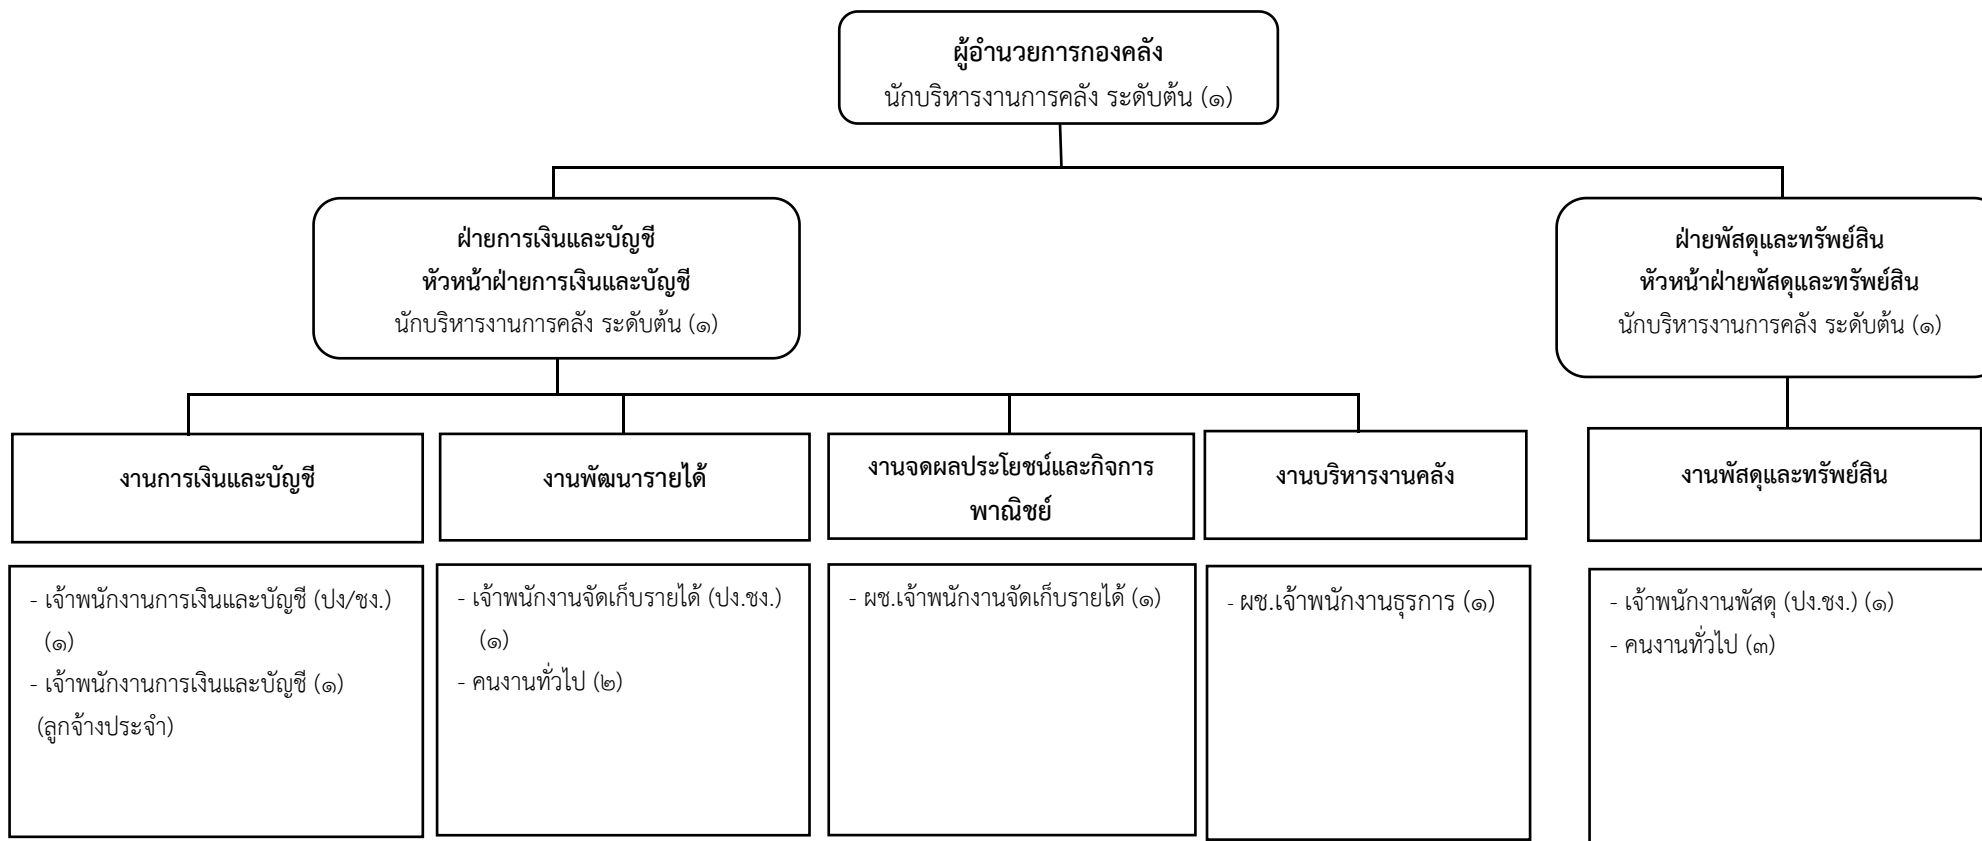 ผู้อำนวยการกองคลัง
นักบริหารงานการคลัง ระดับต้น (๑)
ฝ่ายการเงินและบัญชี
หัวหน้าฝ่ายการเงินและบัญชี
นักบริหารงานการคลัง ระดับต้น (๑)
ฝ่ายพัสดุและทรัพย์สิน
หัวหน้าฝ่ายพัสดุและทรัพย์สิน
นักบริหารงานการคลัง ระดับต้น (๑)
งานการเงินและบัญชี
- เจ้าพนักงานการเงินและบัญชี (ปง/ชง.)
(๑)
- เจ้าพนักงานการเงินและบัญชี (๑)
(ลูกจ้างประจำ)
งานพัฒนารายได้
- เจ้าพนักงานจัดเก็บรายได้ (ปง.ชง.)
(๑)
- คนงานทั่วไป (๒)
งานจดผลประโยชน์และกิจการ
พาณิชย์
- ผช.เจ้าพนักงานจัดเก็บรายได้ (๑)
งานบริหารงานคลัง
- ผช.เจ้าพนักงานธุรการ (๑)
งานพัสดุและทรัพย์สิน
- เจ้าพนักงานพัสดุ (ปง.ชง.) (๑)
- คนงานทั่วไป (๓)